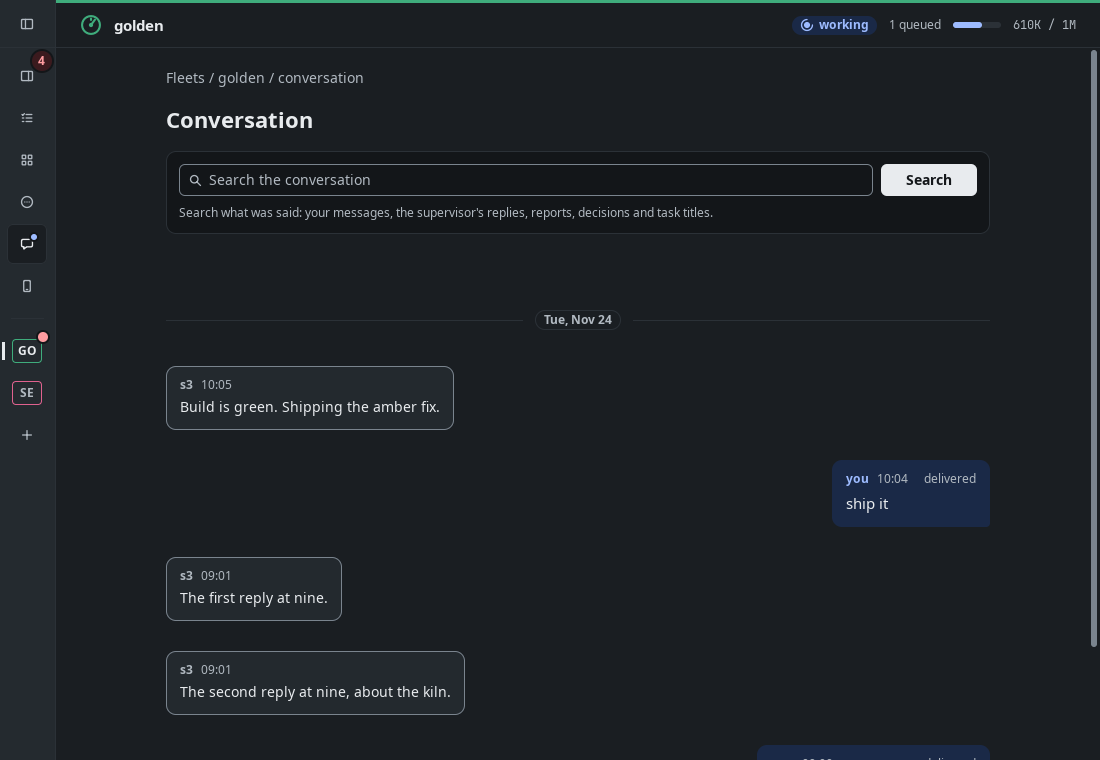 golden
working
1 queued
610K / 1M
4
Fleets / golden / conversation
Conversation
Search the conversation
Search
Search what was said: your messages, the supervisor's replies, reports, decisions and task titles.
Tue, Nov 24
s3 10:05
Build is green. Shipping the amber fix.
you 10:04 delivered
ship it
s3 09:01
The first reply at nine.
s3 09:01
The second reply at nine, about the kiln.
GO
SE